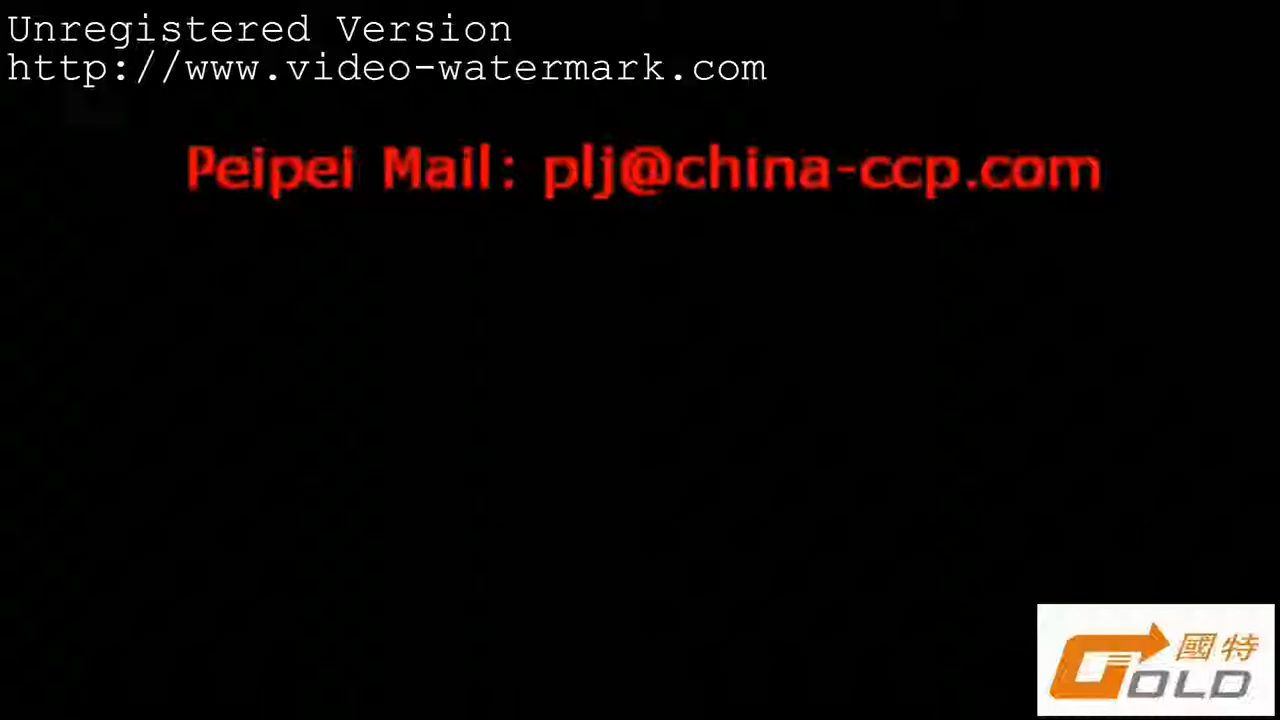 Unregistered Version
http://www.video-watermark.com
Peipei Mail: plj@china-ccp.com
國特
GOLD